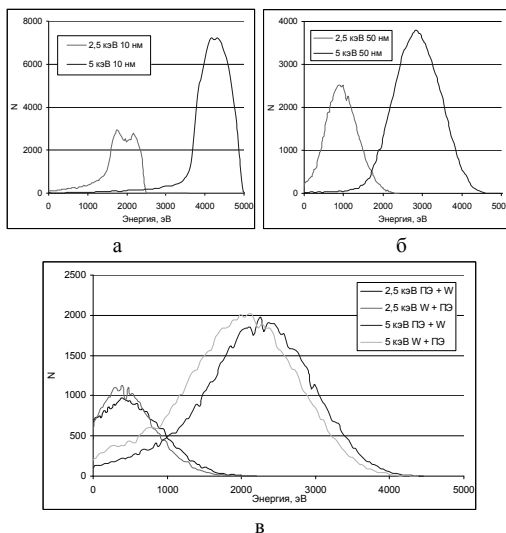 8000
6000
4000
2000
0
N
2,5 кэВ 10 нм
5 кэВ 10 нм
0 1000 2000 3000 4000 5000
Энергия, эВ
а
4000
3000
2000
1000
0
N
2,5 кэВ 50 нм
5 кэВ 50 нм
0 1000 2000 3000 4000 5000
Энергия, эВ
б
2500
2000
1500
1000
500
0
N
2,5 кэВ ПЭ + W
2,5 кэВ W + ПЭ
5 кэВ ПЭ + W
5 кэВ W + ПЭ
0 1000 2000 3000 4000 5000
Энергия, эВ
в